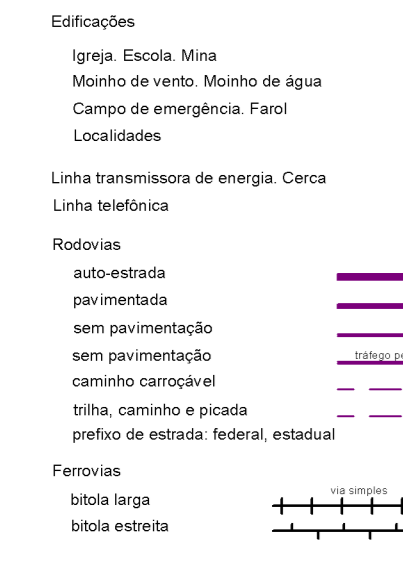 Edificações
Igreja. Escola. Mina
Moinho de vento. Moinho de água
Campo de emergência. Farol
Localidades
Linha transmissora de energia. Cerca
Linha telefônica
Rodovias
auto-estrada
pavimentada
sem pavimentação
sem pavimentação tráfego pe
caminho carroçável
trilha, caminho e picada
prefixo de estrada: federal, estadual
Ferrovias
via simples
bitola larga
bitola estreita